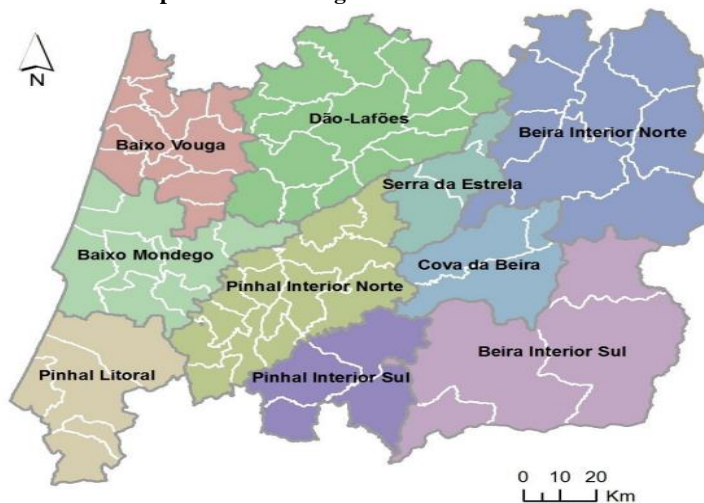 N
Dão-Lafões
Beira Interior Norte
Baixo Vouga
Serra da Estrela
Baixo Mondego
Cova da Beira
Pinhal Interior Norte
Beira Interior Sul
Pinhal Litoral
Pinhal Interior Sul
0 10 20
Km